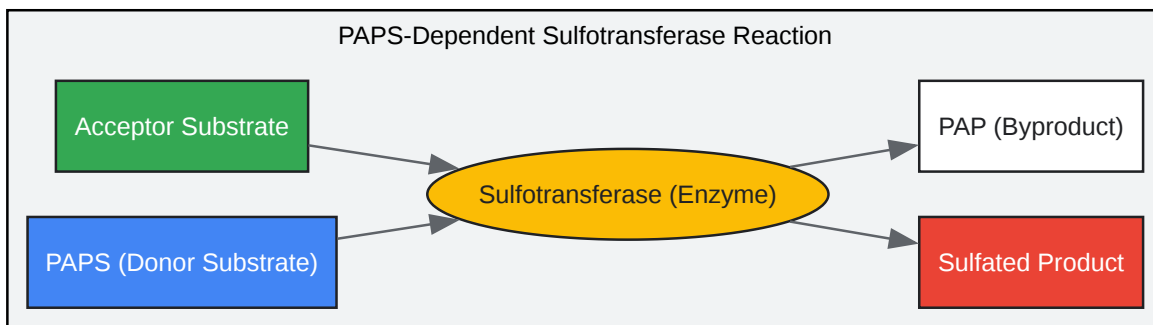 PAPS-Dependent Sulfotransferase Reaction
Acceptor Substrate
PAP (Byproduct)
Sulfotransferase (Enzyme)
PAPS (Donor Substrate)
Sulfated Product